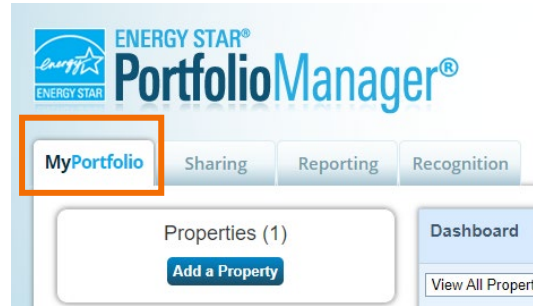 ENERGY STAR®
PortfolioManager®
energy
ENERGY STAR
MyPortfolio
Sharing
Reporting
Recognition
Properties (1)
Add a Property
Dashboard
View All Propert